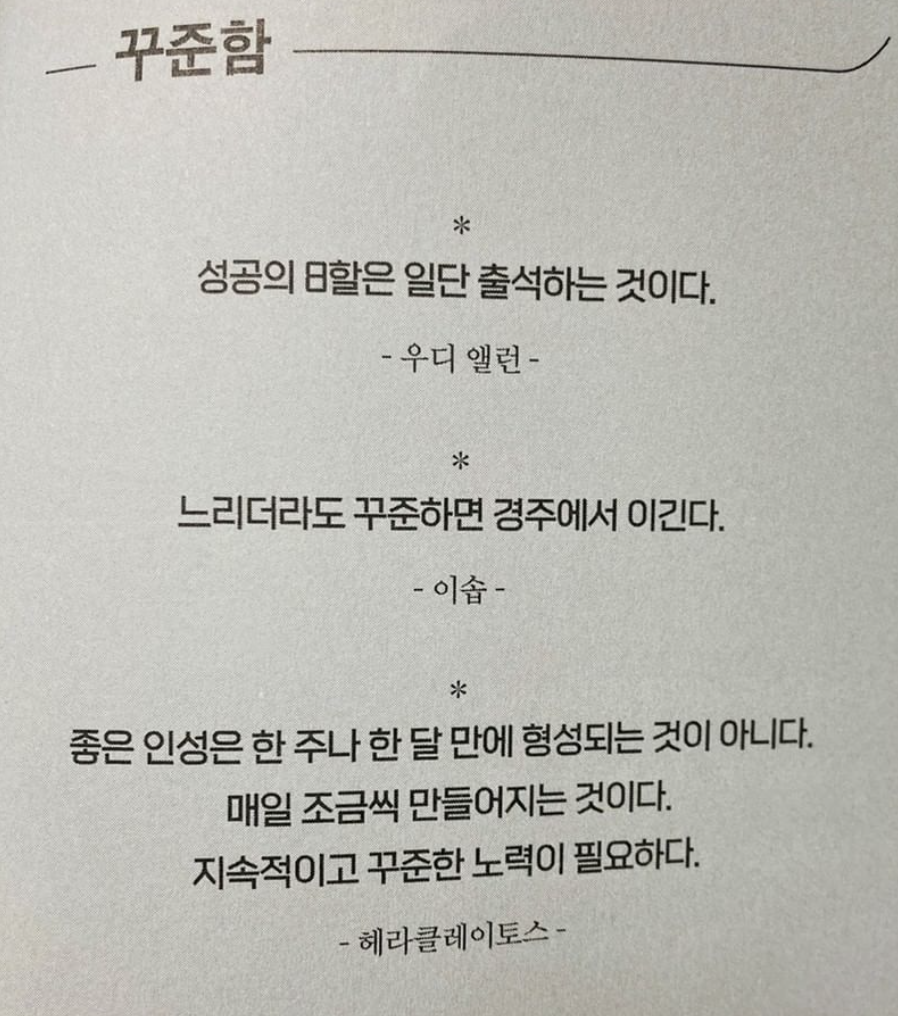 꾸준함
*
성공의 8할은 일단 출석하는 것이다.
- 우디 앨런 -
*
느리더라도 꾸준하면 경주에서 이긴다.
- 이솝 -
*
좋은 인성은 한 주나 한 달 만에 형성되는 것이 아니다.
매일 조금씩 만들어지는 것이다.
지속적이고 꾸준한 노력이 필요하다.
- 헤라클레이토스 -